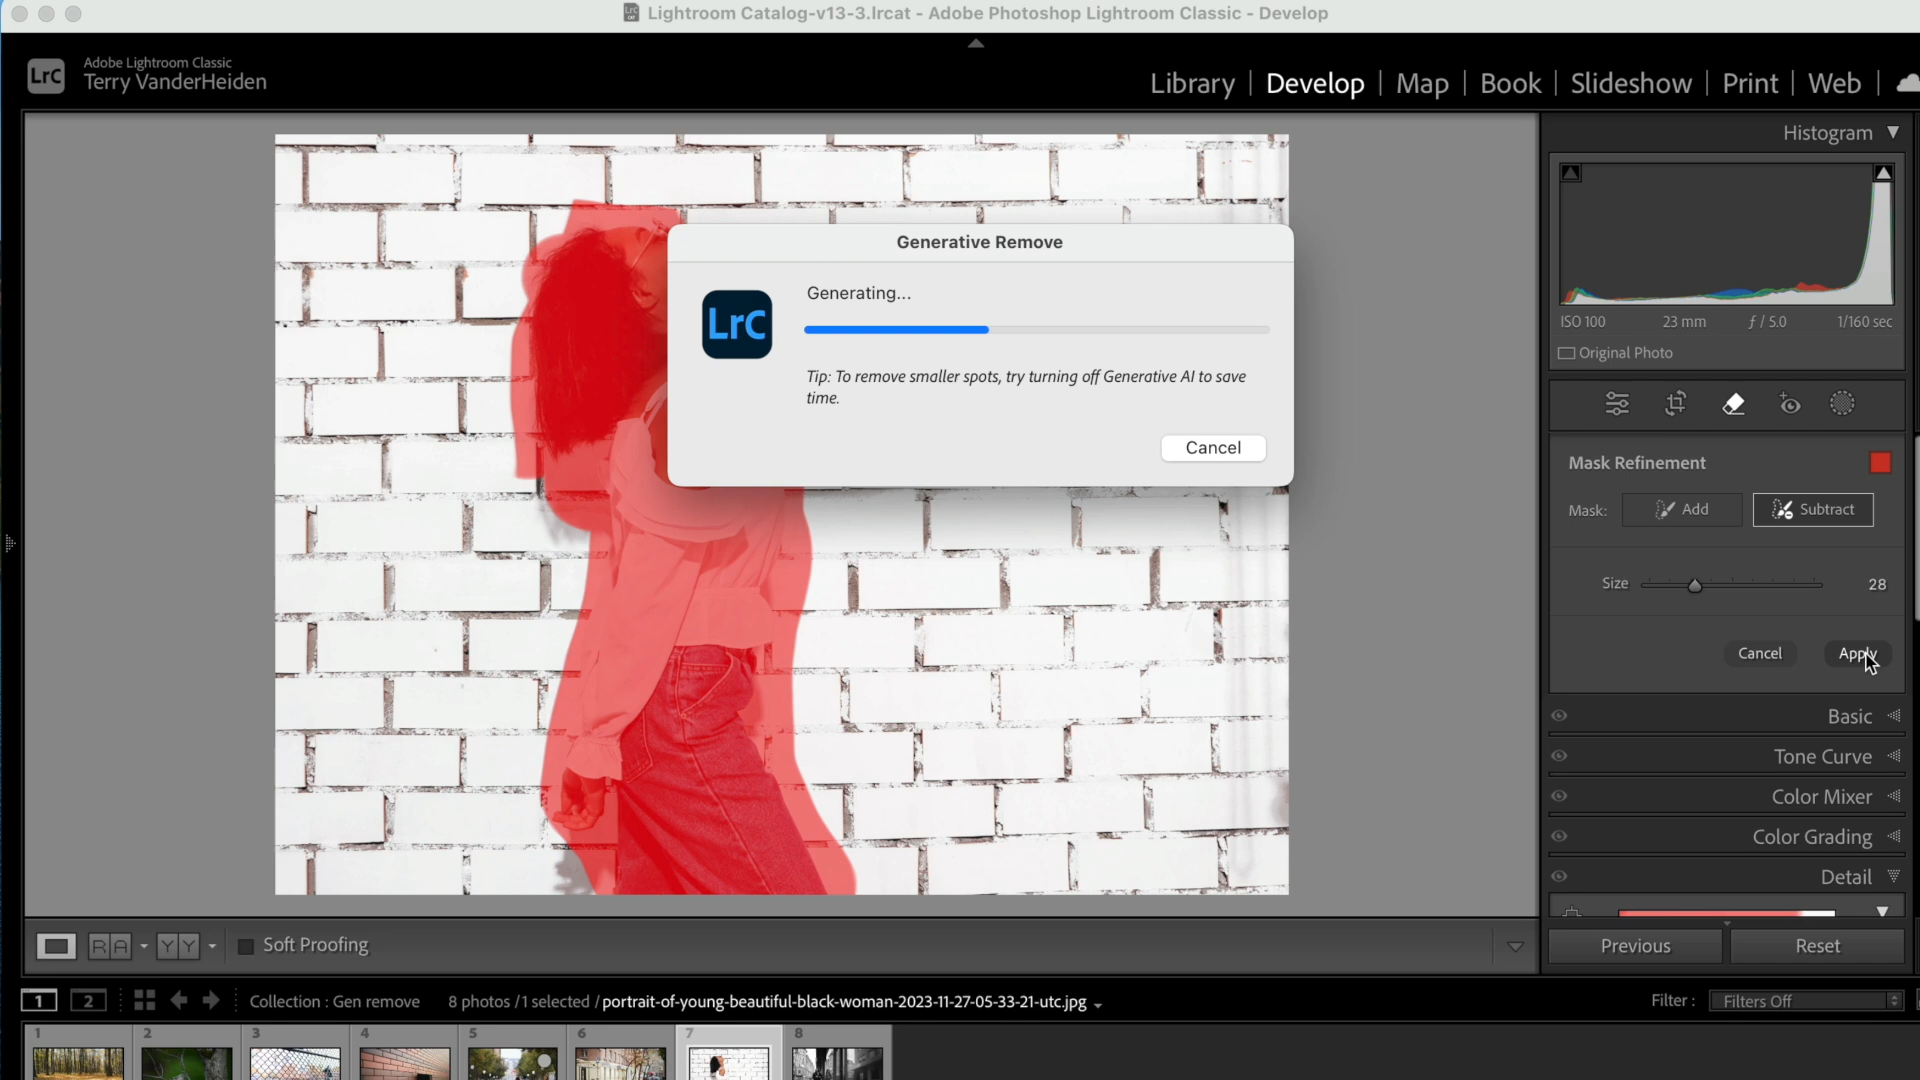 LrC CAT Lightroom Catalog-v13-3.lrcat - Adobe Photoshop Lightroom Classic - Develop
LrC
Adobe Lightroom Classic
Terry VanderHeiden
Library | Develop | Map | Book | Slideshow | Print | Web |
Histogram
ISO 100 23 mm ƒ / 5.0 1/160 sec
Original Photo
Generative Remove
LrC
Generating...
Tip: To remove smaller spots, try turning off Generative AI to save
time.
Cancel
Mask Refinement
Mask: Add Subtract
Size 28
Cancel Apply
Basic
Tone Curve
Color Mixer
Color Grading
Detail
Previous Reset
R A Y Y Soft Proofing
1 2 Collection : Gen remove 8 photos / 1 selected / portrait-of-young-beautiful-black-woman-2023-11-27-05-33-21-utc.jpg
Filter : Filters Off
1 2 3 4 5 6 7 8